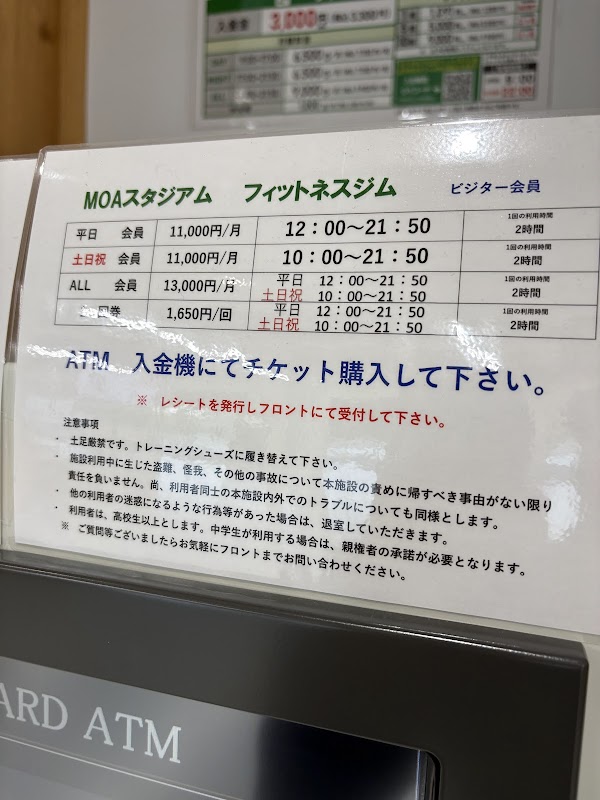 入会金 3,000円
MOAスタジアム フィットネスジム ビジター会員
平日 会員 11,000円/月 12：00〜21：50 1回の利用時間 2時間
土日祝 会員 11,000円/月 10：00〜21：50 1回の利用時間 2時間
ALL 会員 13,000円/月 平日 12：00〜21：50 1回の利用時間
土日祝 10：00〜21：50 2時間
回券 1,650円/回 平日 12：00〜21：50 1回の利用時間
土日祝 10：00〜21：50 2時間
ATM 入金機にてチケット購入して下さい。
※ レシートを発行しフロントにて受付して下さい。
注意事項
・ 土足厳禁です。トレーニングシューズに履き替えて下さい。
・ 施設利用中に生じた盗難、怪我、その他の事故について本施設の責めに帰すべき事由がない限り
責任を負いません。尚、利用者同士の本施設内外でのトラブルについても同様とします。
・ 他の利用者の迷惑になるような行為等があった場合は、退室していただきます。
・ 利用者は、高校生以上とします。中学生が利用する場合は、親権者の承諾が必要となります。
※ ご質問等ございましたらお気軽にフロントまでお問い合わせください。
ARD ATM